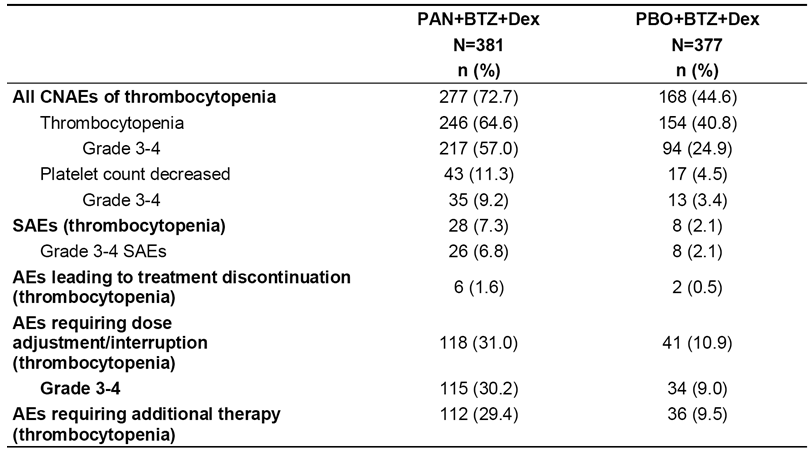 PAN+BTZ+Dex PBO+BTZ+Dex
N=381 N=377
n (%) n (%)
All CNAEs of thrombocytopenia 277 (72.7) 168 (44.6)
Thrombocytopenia 246 (64.6) 154 (40.8)
Grade 3-4 217 (57.0) 94 (24.9)
Platelet count decreased 43 (11.3) 17 (4.5)
Grade 3-4 35 (9.2) 13 (3.4)
SAEs (thrombocytopenia) 28 (7.3) 8 (2.1)
Grade 3-4 SAEs 26 (6.8) 8 (2.1)
AEs leading to treatment discontinuation
(thrombocytopenia) 6 (1.6) 2 (0.5)
AEs requiring dose
adjustment/interruption 118 (31.0) 41 (10.9)
(thrombocytopenia)
Grade 3-4 115 (30.2) 34 (9.0)
AEs requiring additional therapy 112 (29.4) 36 (9.5)
(thrombocytopenia)